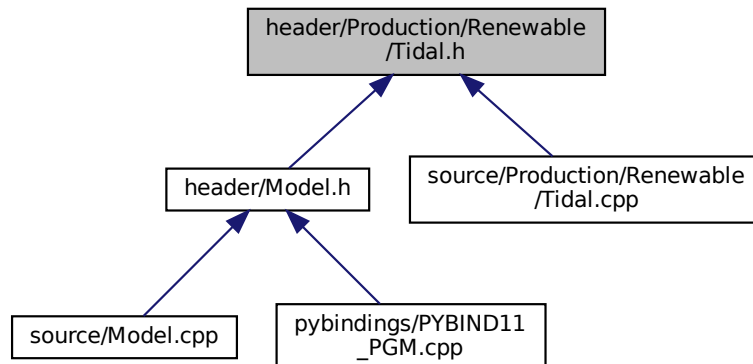 header/Production/Renewable
/Tidal.h
header/Model.h
source/Production/Renewable
/Tidal.cpp
source/Model.cpp
pybindings/PYBIND11
_PGM.cpp